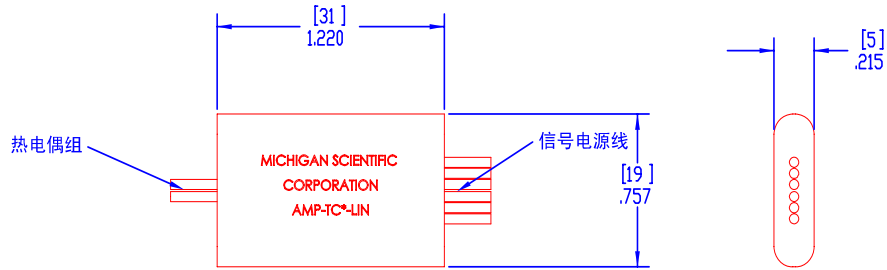 [31]
1.220
[5]
.215
热电偶组
MICHIGAN SCIENTIFIC
CORPORATION
AMP-TC*-LIN
信号电源线
[19]
.757